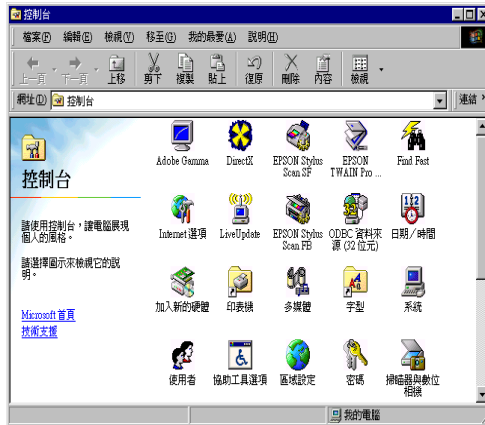 控制台
檔案(F) 編輯(E) 檢視(V) 移至(G) 我的最愛(A) 說明(H)
上一頁 下一頁 上移 剪下 複製 貼上 復原 刪除 內容 檢視
網址(D) 控制台 連結
控制台
請使用控制台，讓電腦展現
個人的風格。
請選擇圖示來檢視它的說
明。
Microsoft 首頁
技術支援
Adobe Gamma DirectX EPSON Stylus Scan SF EPSON TWAIN Pro ... Find Fast
Internet 選項 LiveUpdate EPSON Stylus Scan FB ODBC 資料來源 (32 位元) 日期／時間
加入新的硬體 印表機 多媒體 字型 系統
使用者 協助工具選項 區域設定 密碼 掃瞄器與數位相機
我的電腦